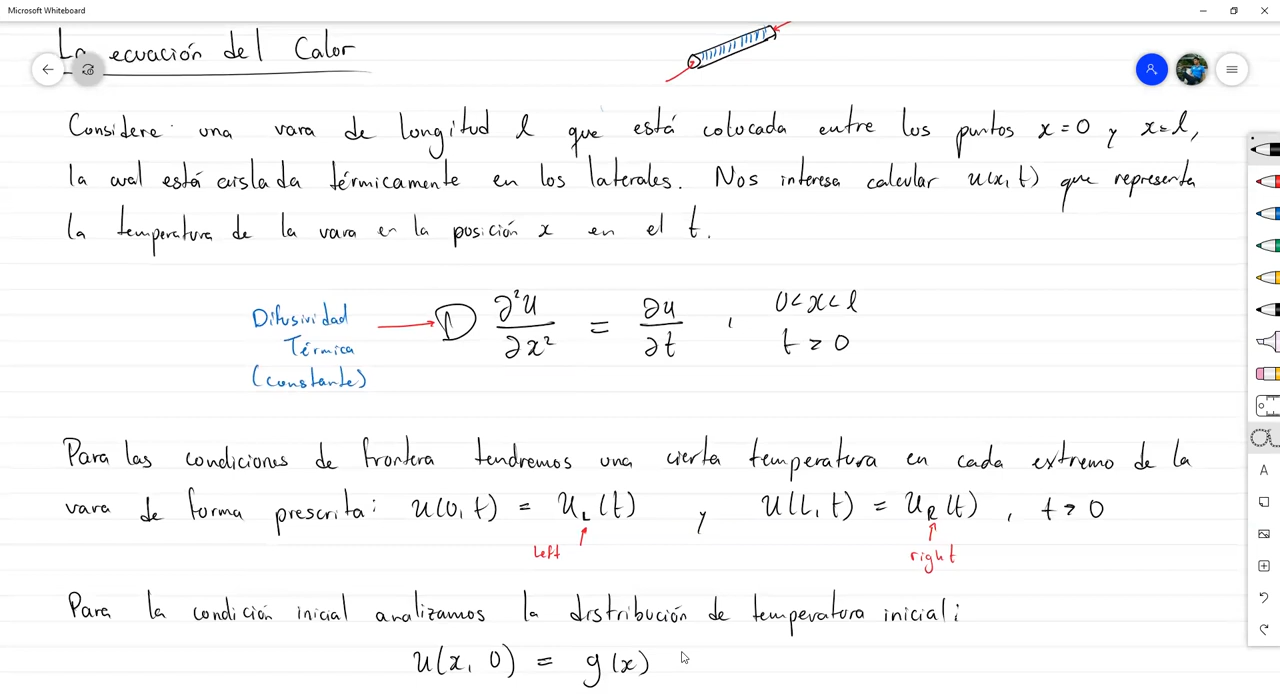 Microsoft Whiteboard
La ecuación del Calor
Considere una vara de longitud l que está colocada entre los puntos x=0 y x=l,
la cual está aislada térmicamente en los laterales. Nos interesa calcular u(x,t) que representa
la temperatura de la vara en la posición x en el t.
Difusividad
Térmica
(constante)
D ∂²u/∂x² = ∂u/∂t , 0<x<l
t>0
Para las condiciones de frontera tendremos una cierta temperatura en cada extremo de la
vara de forma prescrita: u(0,t) = u_L(t) y u(l,t) = u_R(t) , t>0
left right
Para la condición inicial analizamos la distribución de temperatura inicial:
u(x,0) = g(x)
A